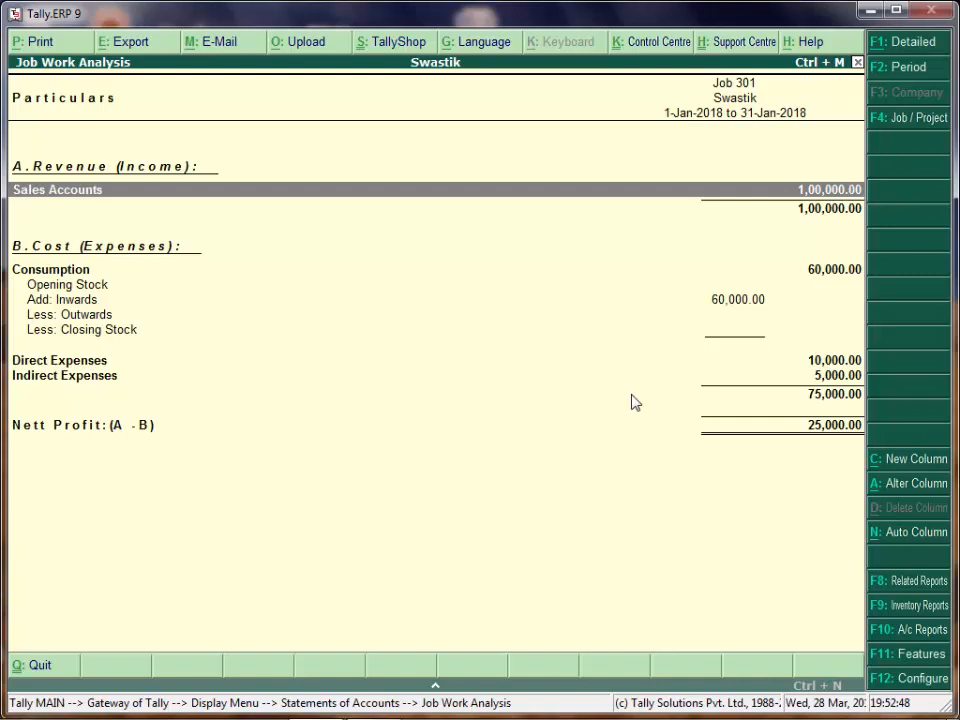 Tally.ERP 9
P: Print E: Export M: E-Mail O: Upload S: TallyShop G: Language K: Keyboard K: Control Centre H: Support Centre H: Help
F1: Detailed
F2: Period
F3: Company
F4: Job / Project
Job Work Analysis Swastik Ctrl + M
Particulars
Job 301
Swastik
1-Jan-2018 to 31-Jan-2018
A.Revenue (Income):
Sales Accounts 1,00,000.00
1,00,000.00
B.Cost (Expenses):
Consumption 60,000.00
Opening Stock
Add: Inwards 60,000.00
Less: Outwards
Less: Closing Stock
Direct Expenses 10,000.00
Indirect Expenses 5,000.00
75,000.00
Nett Profit:(A - B) 25,000.00
C: New Column
A: Alter Column
D: Delete Column
N: Auto Column
F8: Related Reports
F9: Inventory Reports
F10: A/c Reports
F11: Features
F12: Configure
Q: Quit
Ctrl + N
Tally MAIN --> Gateway of Tally --> Display Menu --> Statements of Accounts --> Job Work Analysis (c) Tally Solutions Pvt. Ltd., 1988-2 Wed, 28 Mar, 20 19:52:48